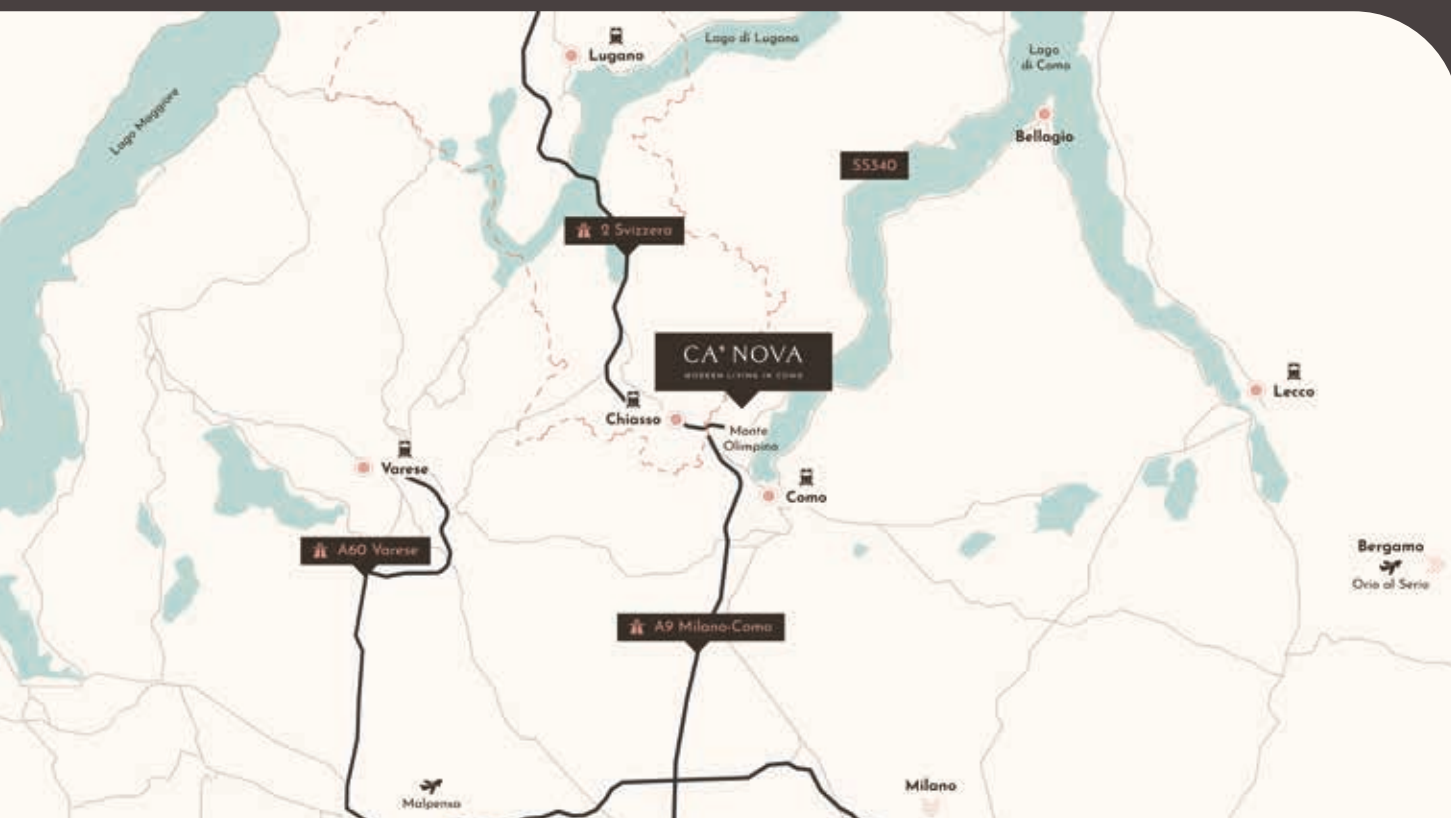 Lugano
Lago di Lugano
Lago
di Como
Lago Maggiore
Bellagio
SS340
2 Svizzera
CA' NOVA
MODERN LIVING IN COMO
Lecco
Chiasso
Monte
Olimpino
Varese
Como
A60 Varese
Bergamo
Orio al Serio
A9 Milano-Como
Malpensa
Milano